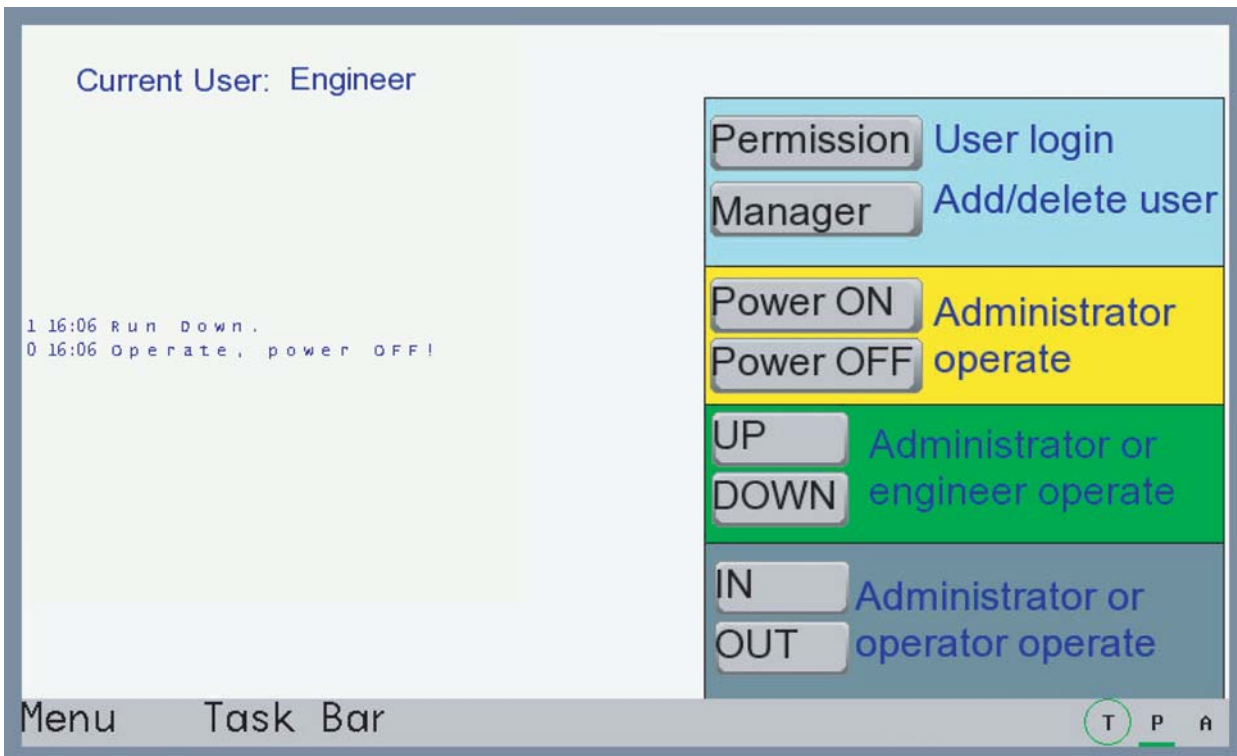 Current User: Engineer
1 16:06 Run Down.
0 16:06 Operate, power OFF!
Permission User login
Manager Add/delete user
Power ON
Power OFF
Administrator
operate
UP
DOWN
Administrator or
engineer operate
IN
OUT
Administrator or
operator operate
Menu Task Bar T P A